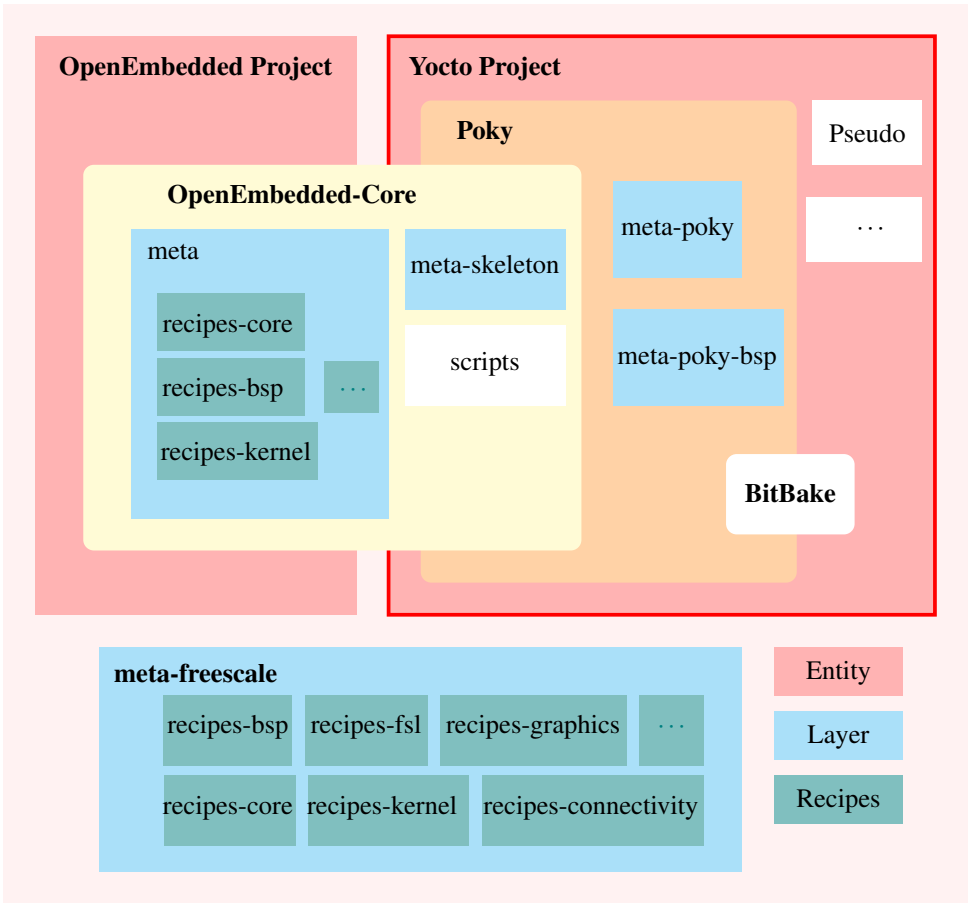 OpenEmbedded Project
Yocto Project
Poky
Pseudo
OpenEmbedded-Core
meta-poky
· · ·
meta
meta-skeleton
recipes-core
scripts
meta-poky-bsp
recipes-bsp
· · ·
recipes-kernel
BitBake
meta-freescale
Entity
recipes-bsp
recipes-fsl
recipes-graphics
· · ·
Layer
recipes-core
recipes-kernel
recipes-connectivity
Recipes